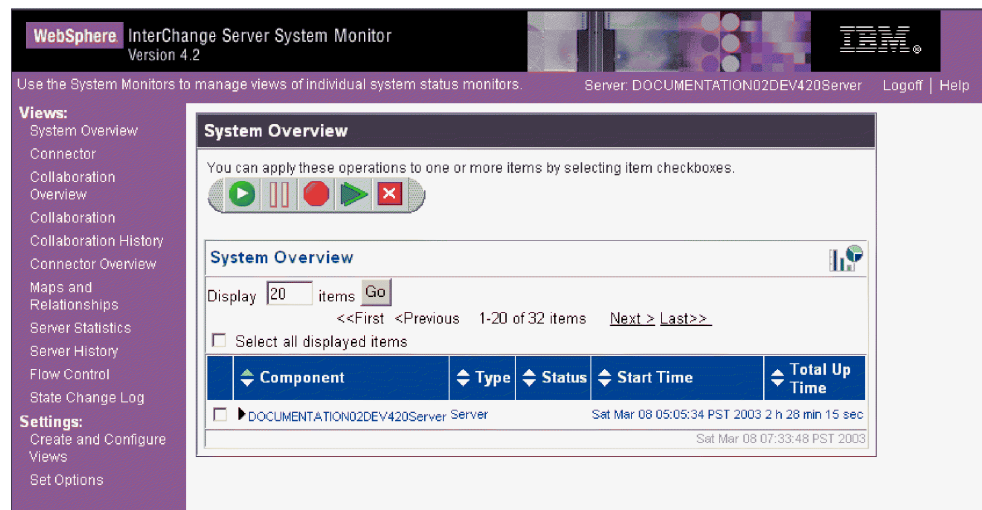 WebSphere. InterChange Server System Monitor
Version 4.2
IBM®
Use the System Monitors to manage views of individual system status monitors.
Server: DOCUMENTATION02DEV420Server
Logoff | Help
Views:
System Overview
Connector
Collaboration
Overview
Collaboration
Collaboration History
Connector Overview
Maps and
Relationships
Server Statistics
Server History
Flow Control
State Change Log
Settings:
Create and Configure
Views
Set Options
System Overview
You can apply these operations to one or more items by selecting item checkboxes.
System Overview
Display 20 items Go
<<First <Previous 1-20 of 32 items Next > Last>>
Select all displayed items
Component Type Status Start Time Total Up
Time
DOCUMENTATION02DEV420Server Server Sat Mar 08 05:05:34 PST 2003 2 h 28 min 15 sec
Sat Mar 08 07:33:48 PST 2003